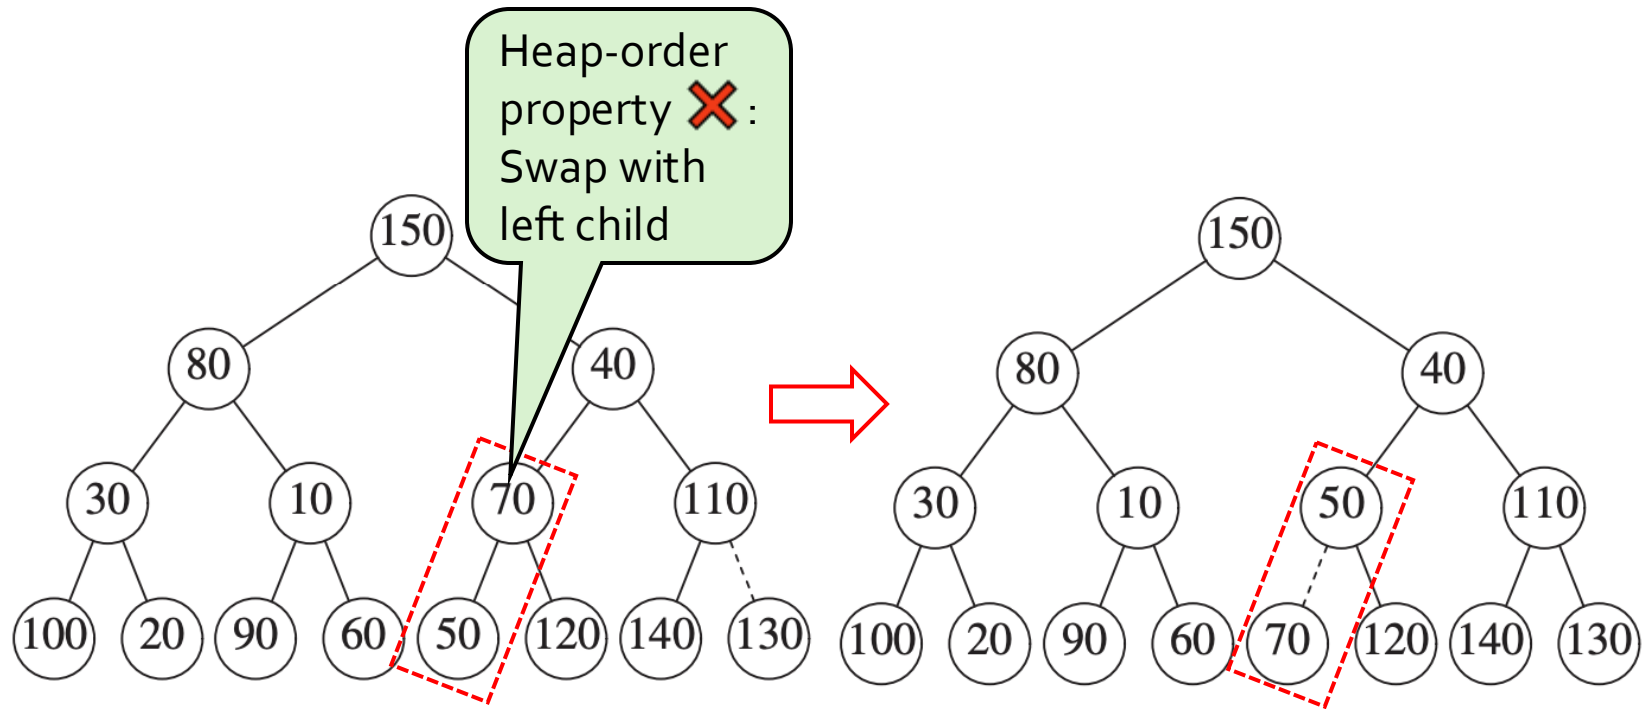 Heap-order
property ❌ :
Swap with
left child
150
80 40
30 10 70 110
100 20 90 60 50 120 140 130
150
80 40
30 10 50 110
100 20 90 60 70 120 140 130